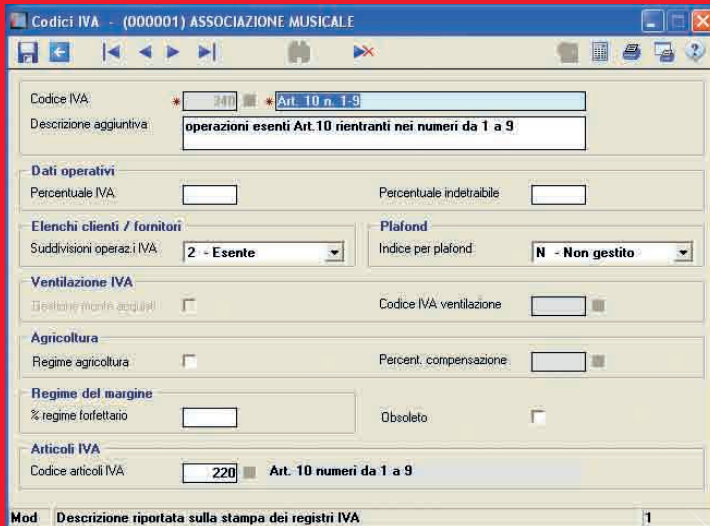 Codici IVA - (000001) ASSOCIAZIONE MUSICALE
Codice IVA * 240 * Art. 10 n. 1-9
Descrizione aggiuntiva operazioni esenti Art.10 rientranti nei numeri da 1 a 9
Dati operativi
Percentuale IVA Percentuale indetraibile
Elenchi clienti / fornitori Plafond
Suddivisioni operaz.i IVA 2 - Esente Indice per plafond N - Non gestito
Ventilazione IVA
Gestione monte acquisti Codice IVA ventilazione
Agricoltura
Regime agricoltura Percent. compensazione
Regime del margine
% regime forfettario Obsoleto
Articoli IVA
Codice articoli IVA 220 Art. 10 numeri da 1 a 9
Mod Descrizione riportata sulla stampa dei registri IVA 1